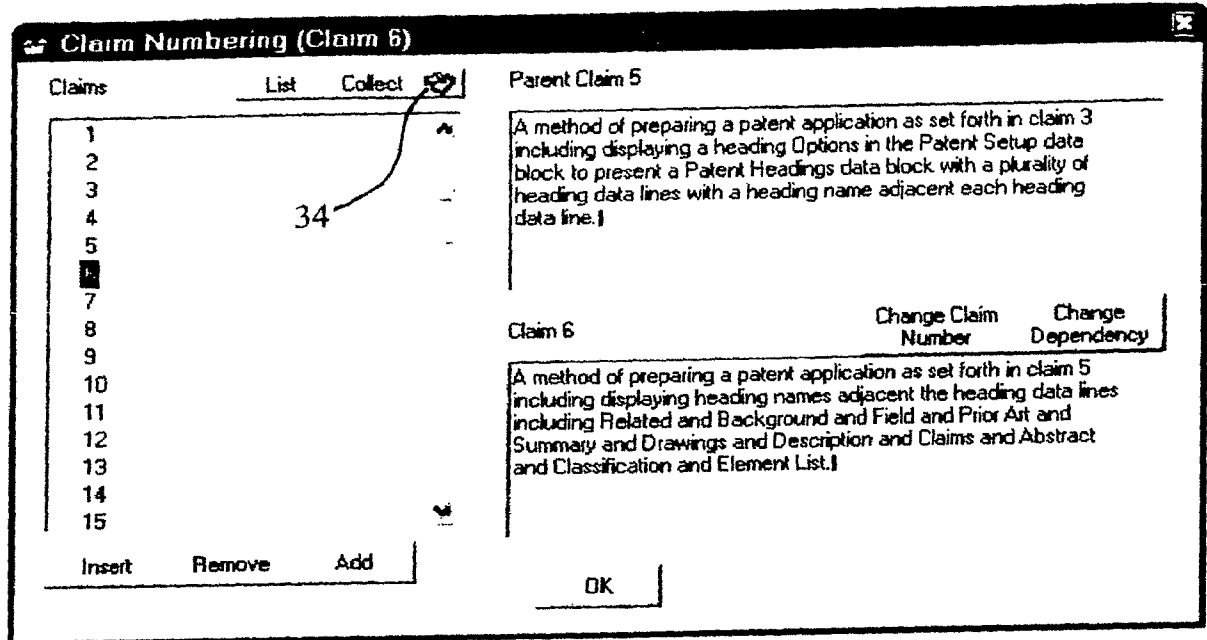 Claim Numbering (Claim 6)
Claims List Collect
1
2
3
4
5
7
8
9
10
11
12
13
14
15
34
Insert Remove Add
Parent Claim 5
A method of preparing a patent application as set forth in claim 3
including displaying a heading Options in the Patent Setup data
block to present a Patent Headings data block with a plurality of
heading data lines with a heading name adjacent each heading
data line.
Claim 6
Change Claim
Number
Change
Dependency
A method of preparing a patent application as set forth in claim 5
including displaying heading names adjacent the heading data lines
including Related and Background and Field and Prior Art and
Summary and Drawings and Description and Claims and Abstract
and Classification and Element List.
OK